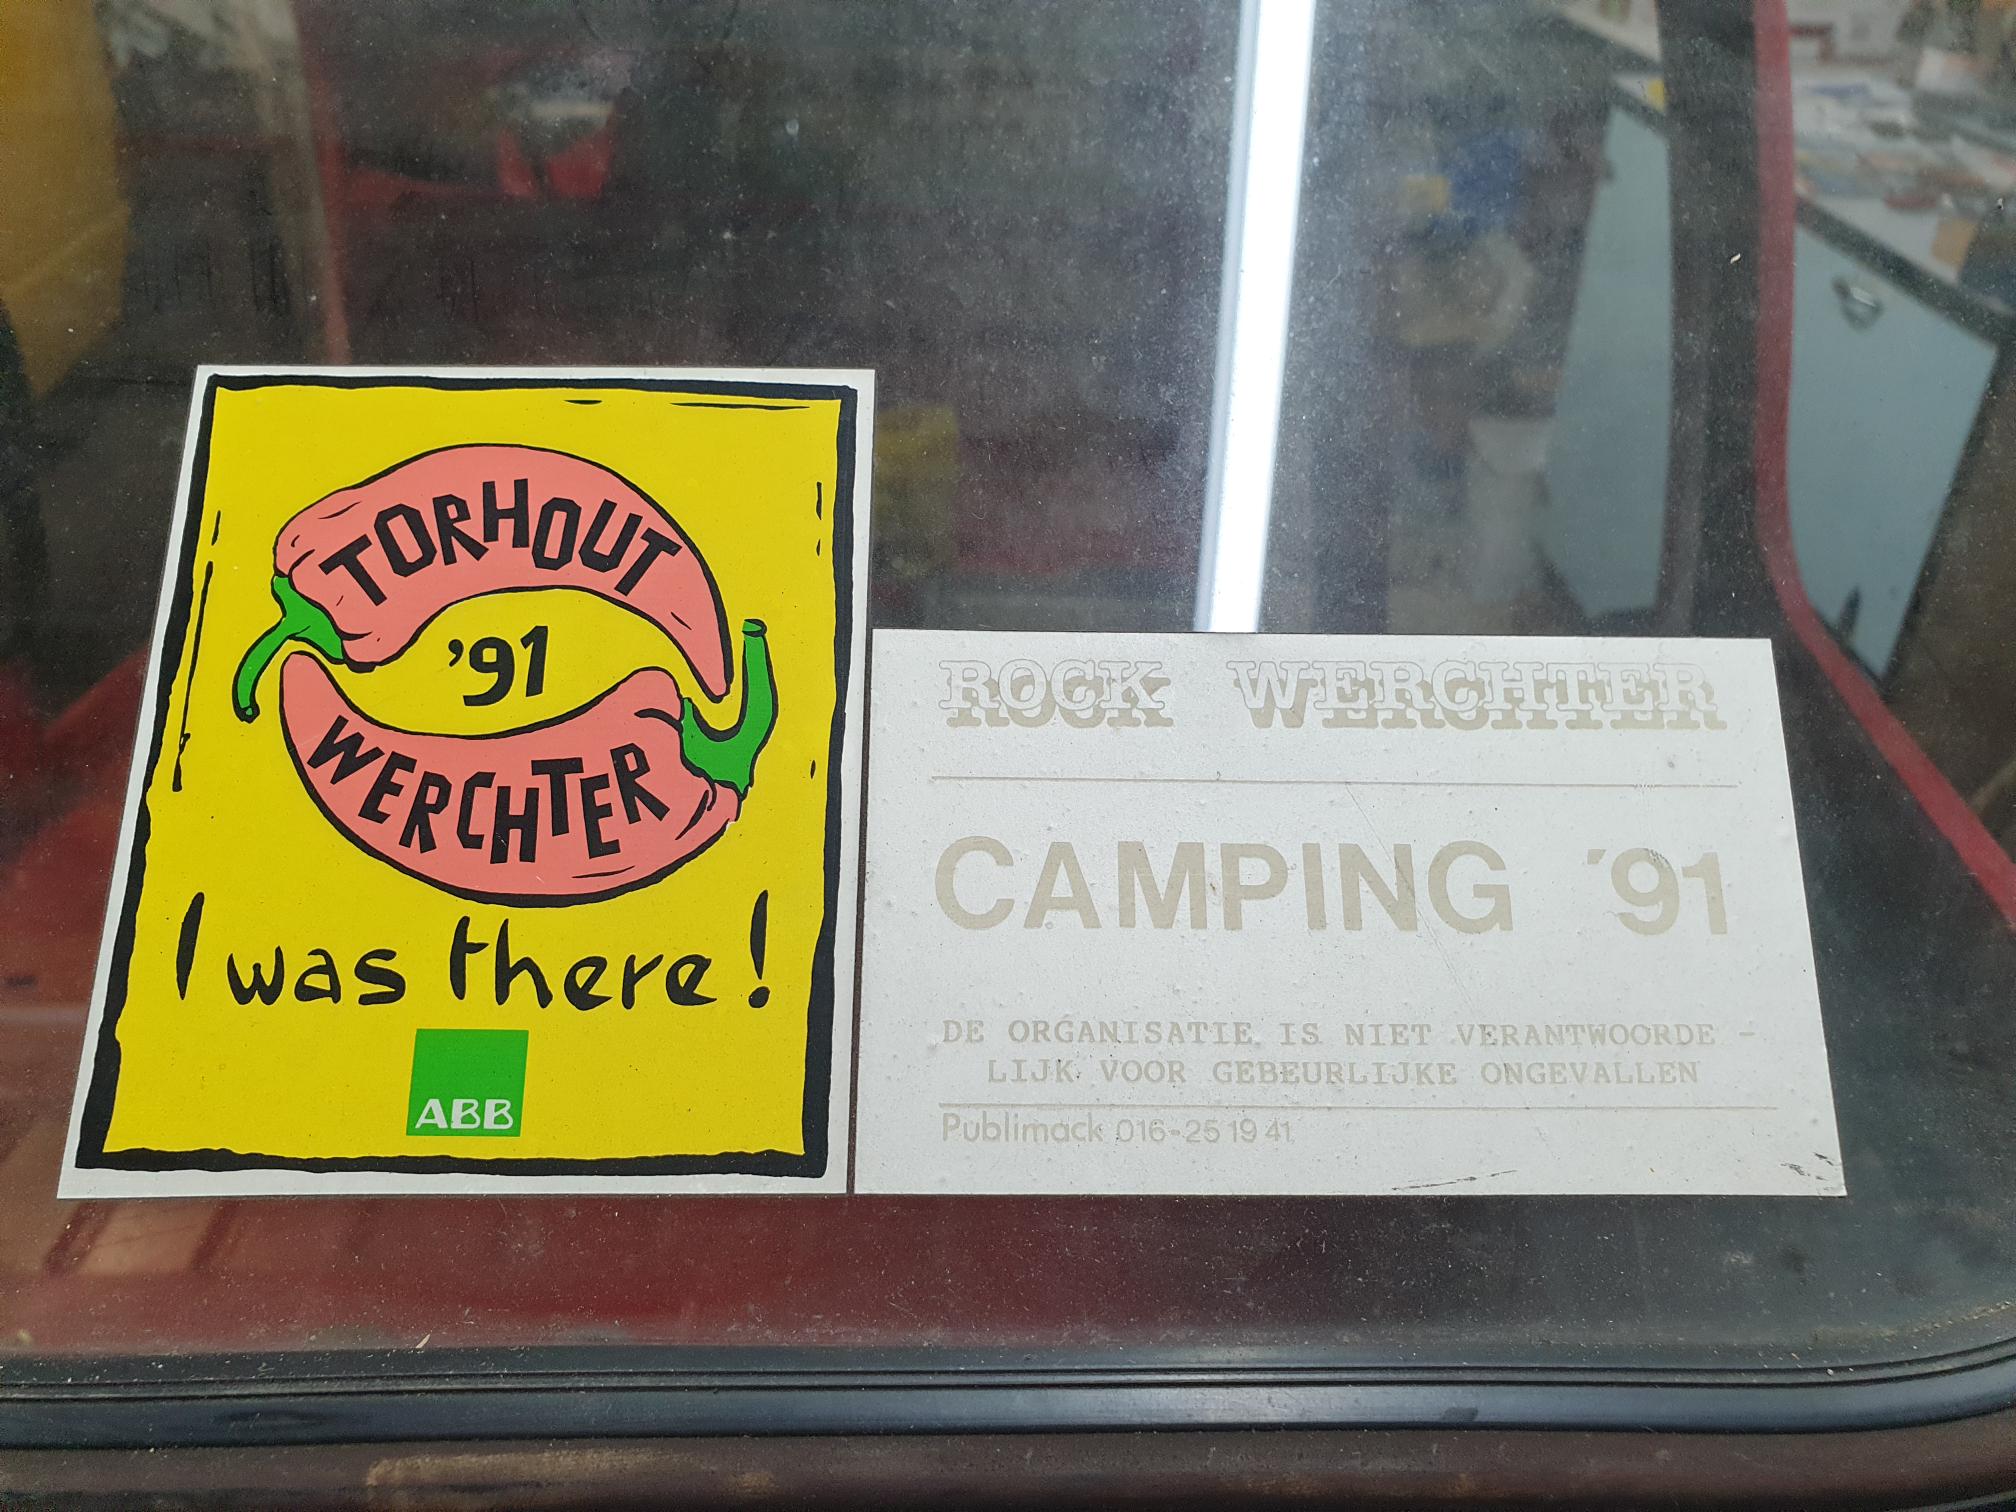 TORHOUT
'91
WERCHTER
I was there!
ABB
ROCK WERCHTER
CAMPING '91
DE ORGANISATIE IS NIET VERANTWOORDE -
LIJK VOOR GEBEURLIJKE ONGEVALLEN
Publimack 016-25 19 41